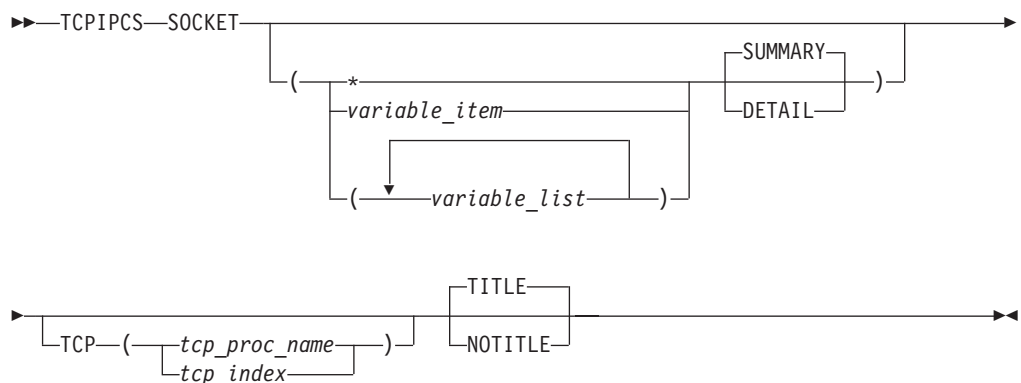 TCPIPCS SOCKET
SUMMARY
( * )
variable_item DETAIL
( variable_list )
TITLE
TCP ( tcp_proc_name ) NOTITLE
tcp_index